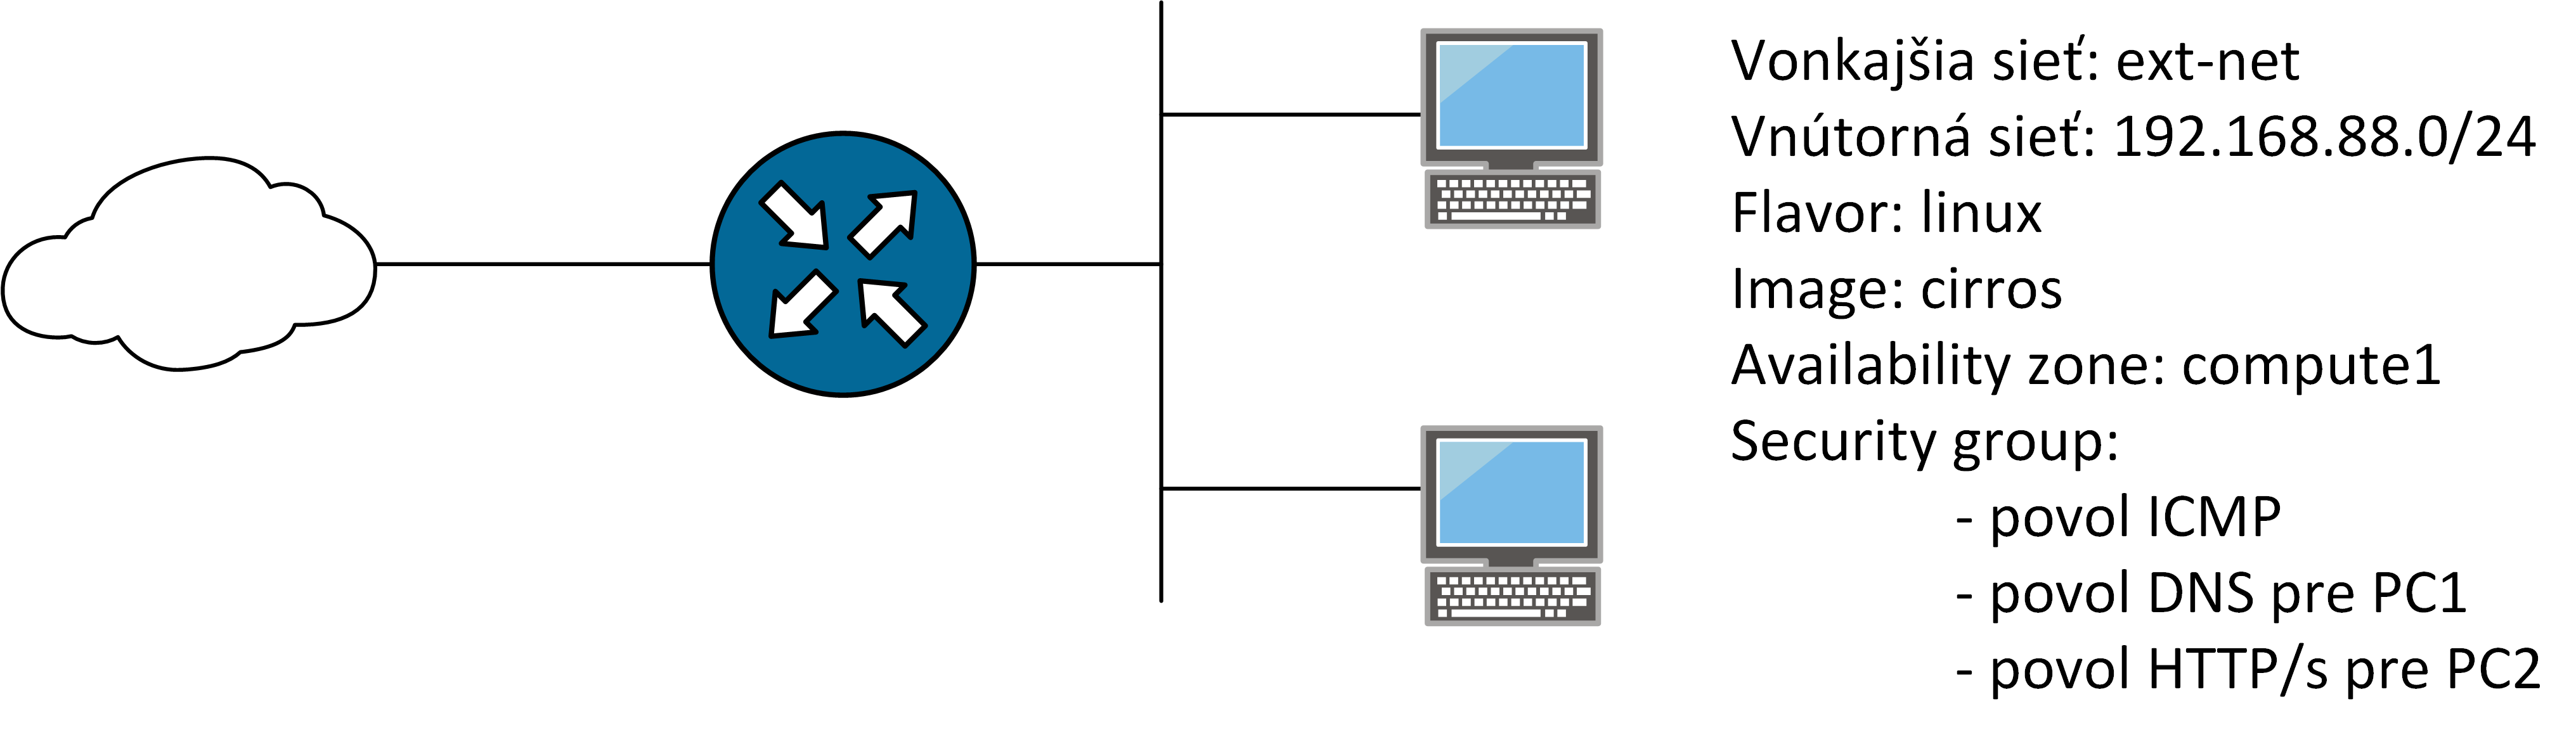 Vonkajšia sieť: ext-net
Vnútorná sieť: 192.168.88.0/24
Flavor: linux
Image: cirros
Availability zone: compute1
Security group:
- povol ICMP
- povol DNS pre PC1
- povol HTTP/s pre PC2